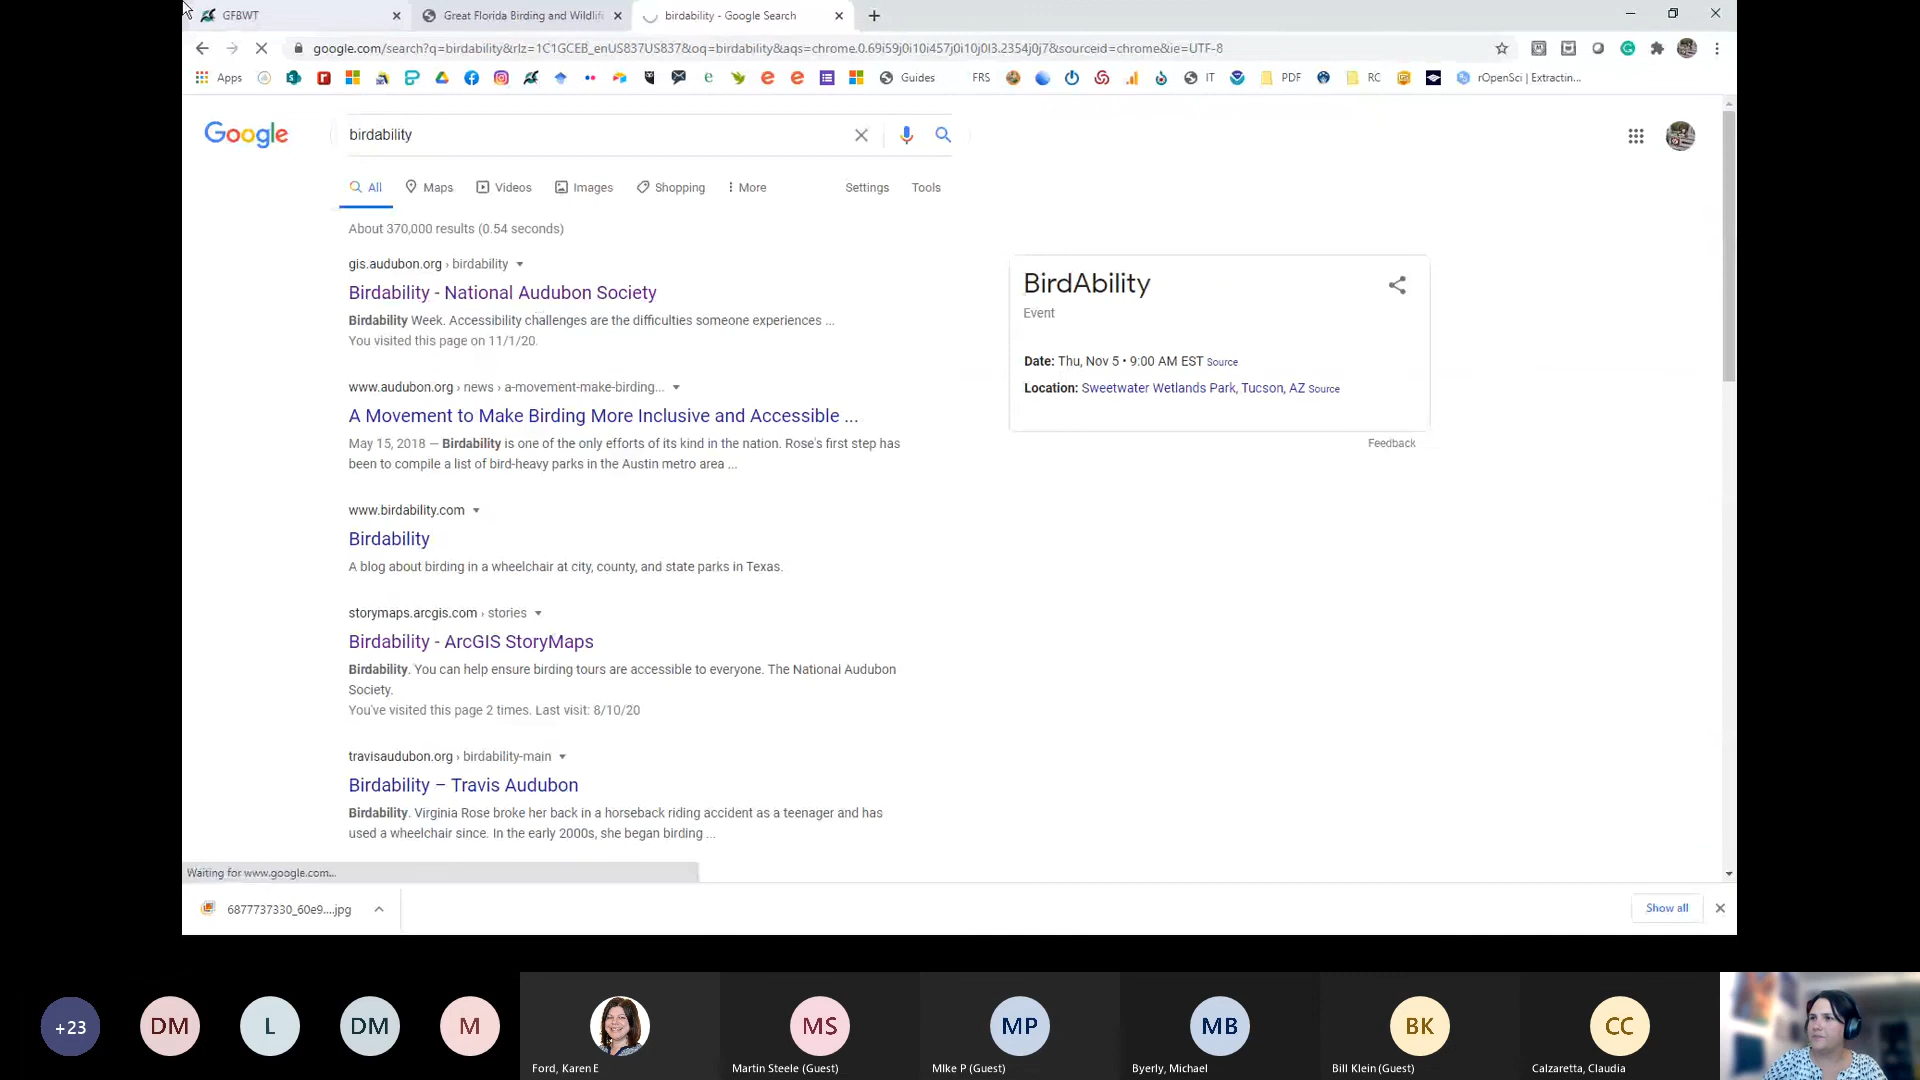 GFBWT
Great Florida Birding and Wildlife
birdability - Google Search
google.com/search?q=birdability&rlz=1C1GCEB_enUS837US837&oq=birdability&aqs=chrome.0.69i59j0i10i457j0i10j0l3.2354j0j7&sourceid=chrome&ie=UTF-8
Apps
Guides
FRS
IT
PDF
RC
rOpenSci | Extractin...
Google
birdability
All
Maps
Videos
Images
Shopping
More
Settings
Tools
About 370,000 results (0.54 seconds)
gis.audubon.org › birdability
Birdability - National Audubon Society
Birdability Week. Accessibility challenges are the difficulties someone experiences ...
You visited this page on 11/1/20.
www.audubon.org › news › a-movement-make-birding...
A Movement to Make Birding More Inclusive and Accessible ...
May 15, 2018 — Birdability is one of the only efforts of its kind in the nation. Rose's first step has
been to compile a list of bird-heavy parks in the Austin metro area ...
www.birdability.com
Birdability
A blog about birding in a wheelchair at city, county, and state parks in Texas.
storymaps.arcgis.com › stories
Birdability - ArcGIS StoryMaps
Birdability. You can help ensure birding tours are accessible to everyone. The National Audubon
Society.
You've visited this page 2 times. Last visit: 8/10/20
travisaudubon.org › birdability-main
Birdability – Travis Audubon
Birdability. Virginia Rose broke her back in a horseback riding accident as a teenager and has
used a wheelchair since. In the early 2000s, she began birding ...
BirdAbility
Event
Date: Thu, Nov 5 • 9:00 AM EST Source
Location: Sweetwater Wetlands Park, Tucson, AZ Source
Feedback
Waiting for www.google.com...
6877737330_60e9....jpg
Show all
+23
DM
L
DM
M
MS
MP
MB
BK
CC
Ford, Karen E
Martin Steele (Guest)
MIke P (Guest)
Byerly, Michael
Bill Klein (Guest)
Calzaretta, Claudia